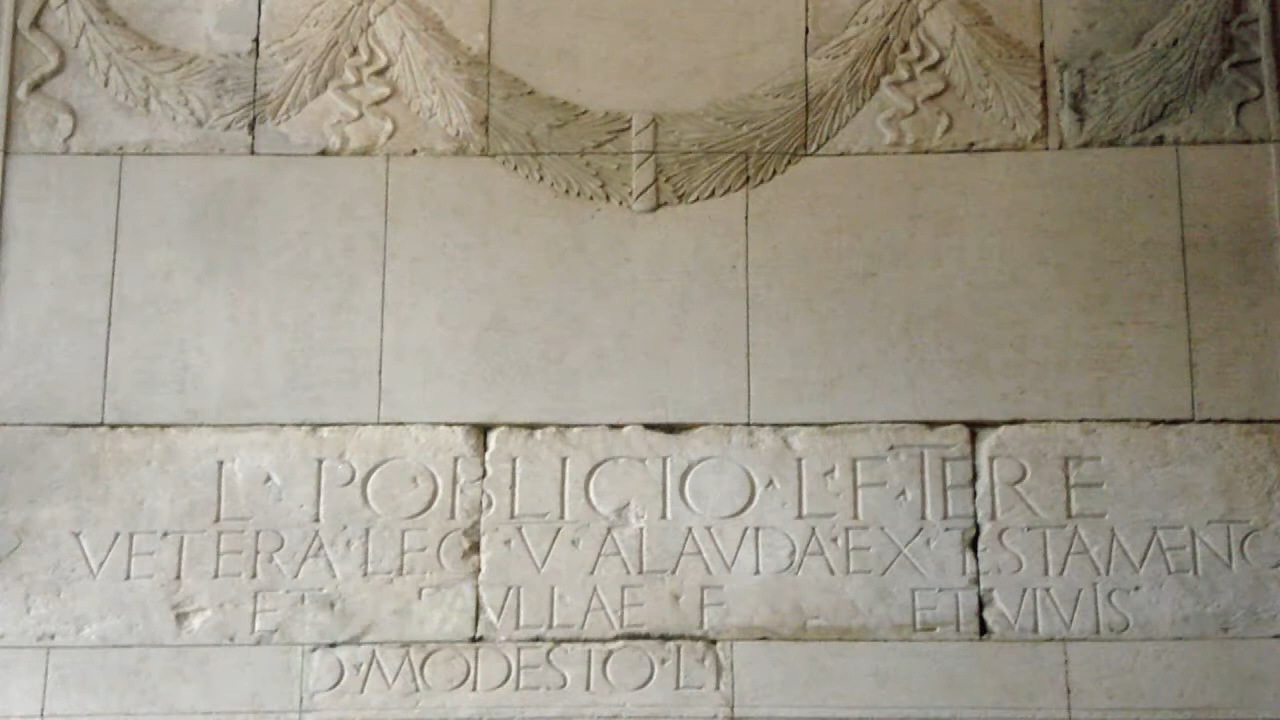 L · POBLICIO · L · F · TERE
VETERA · LEG · V · ALAVDA · EX · TESTAMENTO
ET VLLAE F ET · VIVIS
MODESTO · L